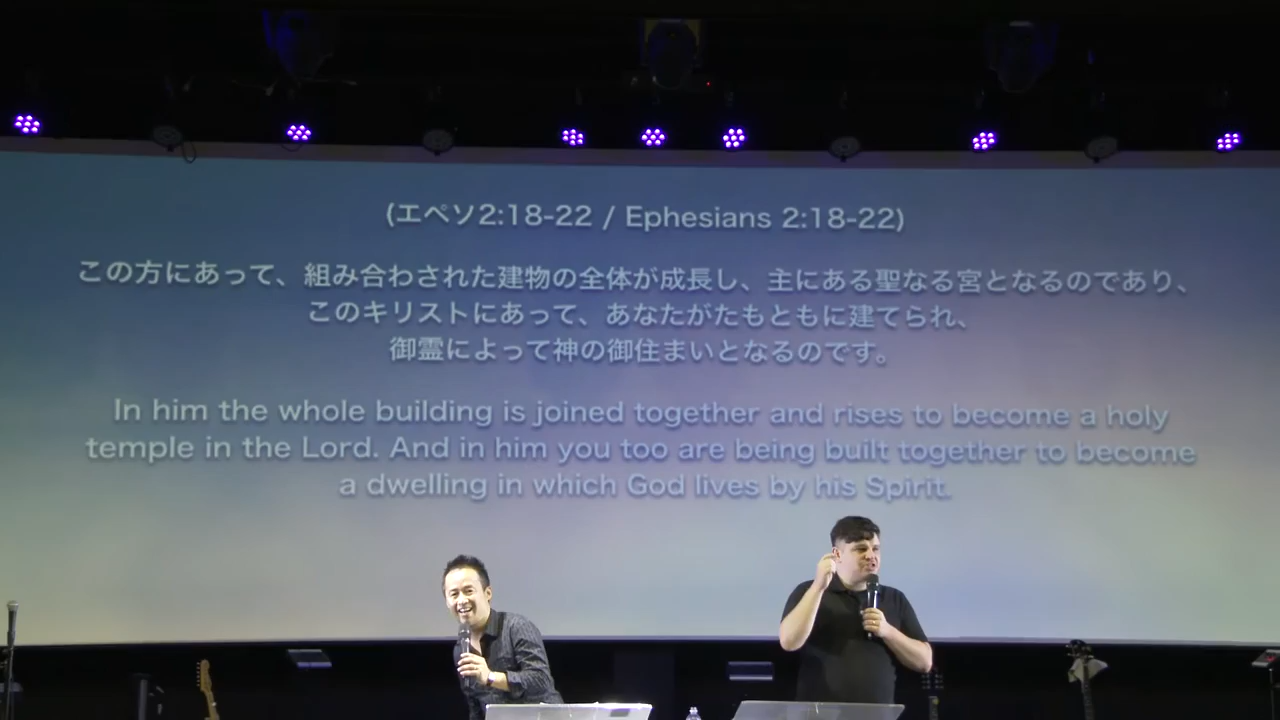 (エペソ2:18-22 / Ephesians 2:18-22)
この方にあって、組み合わされた建物の全体が成長し、主にある聖なる宮となるのであり、
このキリストにあって、あなたがたもともに建てられ、
御霊によって神の御住まいとなるのです。
In him the whole building is joined together and rises to become a holy
temple in the Lord. And in him you too are being built together to become
a dwelling in which God lives by his Spirit.